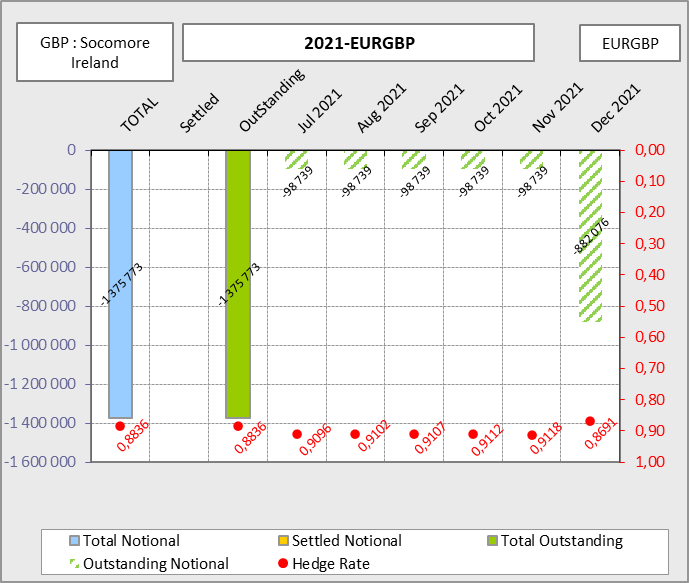 GBP : Socomore
Ireland
2021-EURGBP
EURGBP
TOTAL
Settled
OutStanding
Jul 2021
Aug 2021
Sep 2021
Oct 2021
Nov 2021
Dec 2021
0
-200 000
-400 000
-600 000
-800 000
-1 000 000
-1 200 000
-1 400 000
-1 600 000
0,00
0,10
0,20
0,30
0,40
0,50
0,60
0,70
0,80
0,90
1,00
-1 375 773
-1 375 773
-98 739
-98 739
-98 739
-98 739
-98 739
-882 076
0,8836
0,8836
0,9096
0,9102
0,9107
0,9112
0,9118
0,8691
Total Notional
Settled Notional
Total Outstanding
Outstanding Notional
Hedge Rate